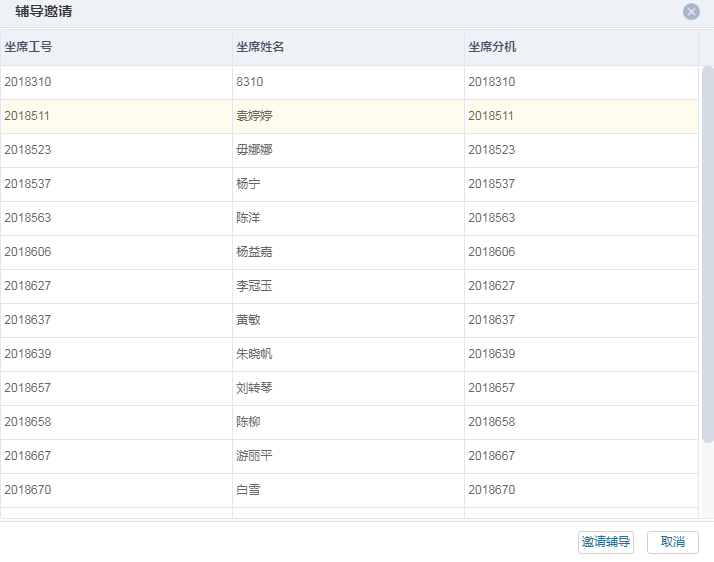 辅导邀请
坐席工号 坐席姓名 坐席分机
2018310 8310 2018310
2018511 袁婷婷 2018511
2018523 毋娜娜 2018523
2018537 杨宁 2018537
2018563 陈洋 2018563
2018606 杨益嘉 2018606
2018627 李冠玉 2018627
2018637 黄敏 2018637
2018639 朱晓帆 2018639
2018657 刘转琴 2018657
2018658 陈柳 2018658
2018667 游丽平 2018667
2018670 白雪 2018670
邀请辅导 取消